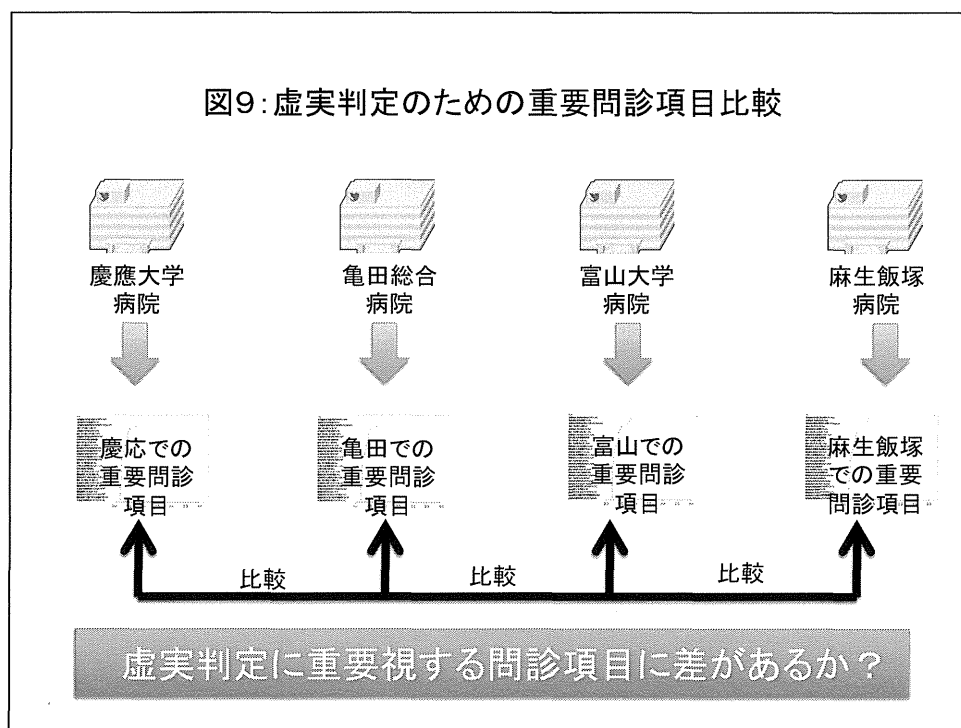 図9:虚実判定のための重要問診項目比較
慶應大学
病院
亀田総合
病院
富山大学
病院
麻生飯塚
病院
慶応での
重要問診
項目
亀田での
重要問診
項目
富山での
重要問診
項目
麻生飯塚
での重要
問診項目
比較
比較
比較
虚実判定に重要視する問診項目に差があるか?